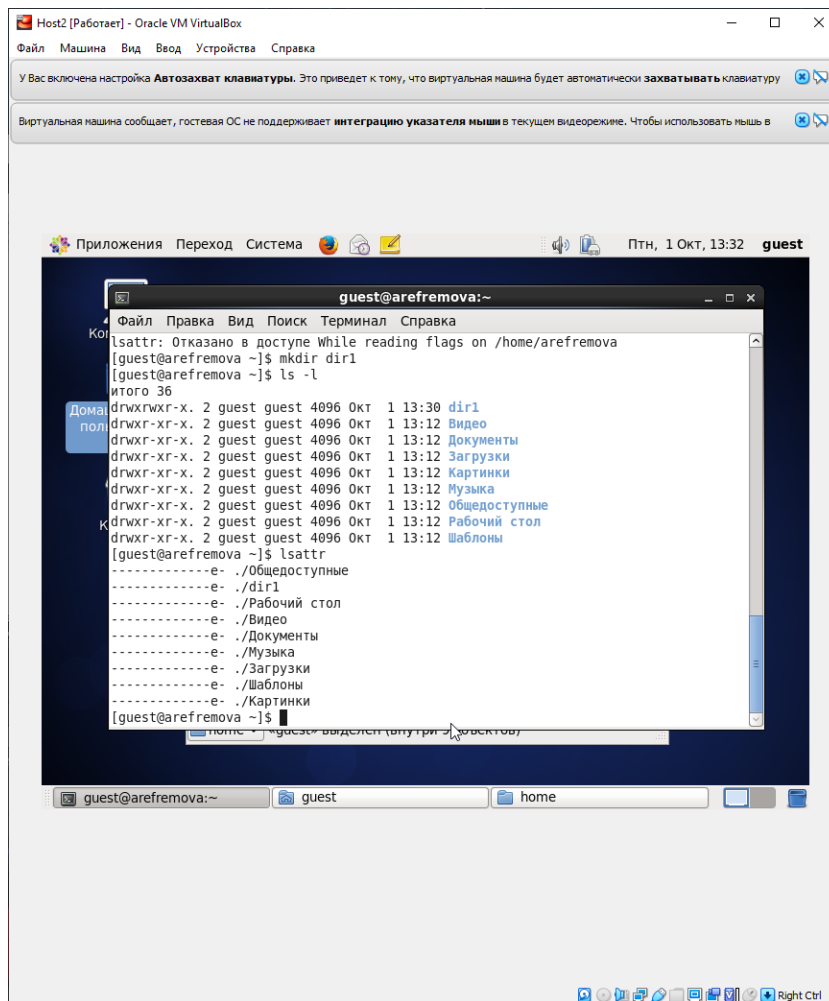 Host2 [Работает] - Oracle VM VirtualBox
Файл Машина Вид Ввод Устройства Справка
У Вас включена настройка Автозахват клавиатуры. Это приведет к тому, что виртуальная машина будет автоматически захватывать клавиатуру
Виртуальная машина сообщает, гостевая ОС не поддерживает интеграцию указателя мыши в текущем видеорежиме. Чтобы использовать мышь в
Приложения Переход Система Птн, 1 Окт, 13:32 guest
guest@arefremova:~
Файл Правка Вид Поиск Терминал Справка
lsattr: Отказано в доступе While reading flags on /home/arefremova
[guest@arefremova ~]$ mkdir dir1
[guest@arefremova ~]$ ls -l
итого 36
drwxrwxr-x. 2 guest guest 4096 Окт  1 13:30 dir1
drwxr-xr-x. 2 guest guest 4096 Окт  1 13:12 Видео
drwxr-xr-x. 2 guest guest 4096 Окт  1 13:12 Документы
drwxr-xr-x. 2 guest guest 4096 Окт  1 13:12 Загрузки
drwxr-xr-x. 2 guest guest 4096 Окт  1 13:12 Картинки
drwxr-xr-x. 2 guest guest 4096 Окт  1 13:12 Музыка
drwxr-xr-x. 2 guest guest 4096 Окт  1 13:12 Общедоступные
drwxr-xr-x. 2 guest guest 4096 Окт  1 13:12 Рабочий стол
drwxr-xr-x. 2 guest guest 4096 Окт  1 13:12 Шаблоны
[guest@arefremova ~]$ lsattr
-------------e- ./Общедоступные
-------------e- ./dir1
-------------e- ./Рабочий стол
-------------e- ./Видео
-------------e- ./Документы
-------------e- ./Музыка
-------------e- ./Загрузки
-------------e- ./Шаблоны
-------------e- ./Картинки
[guest@arefremova ~]$
home «guest» выделен (внутри
guest@arefremova:~ guest home
Right Ctrl